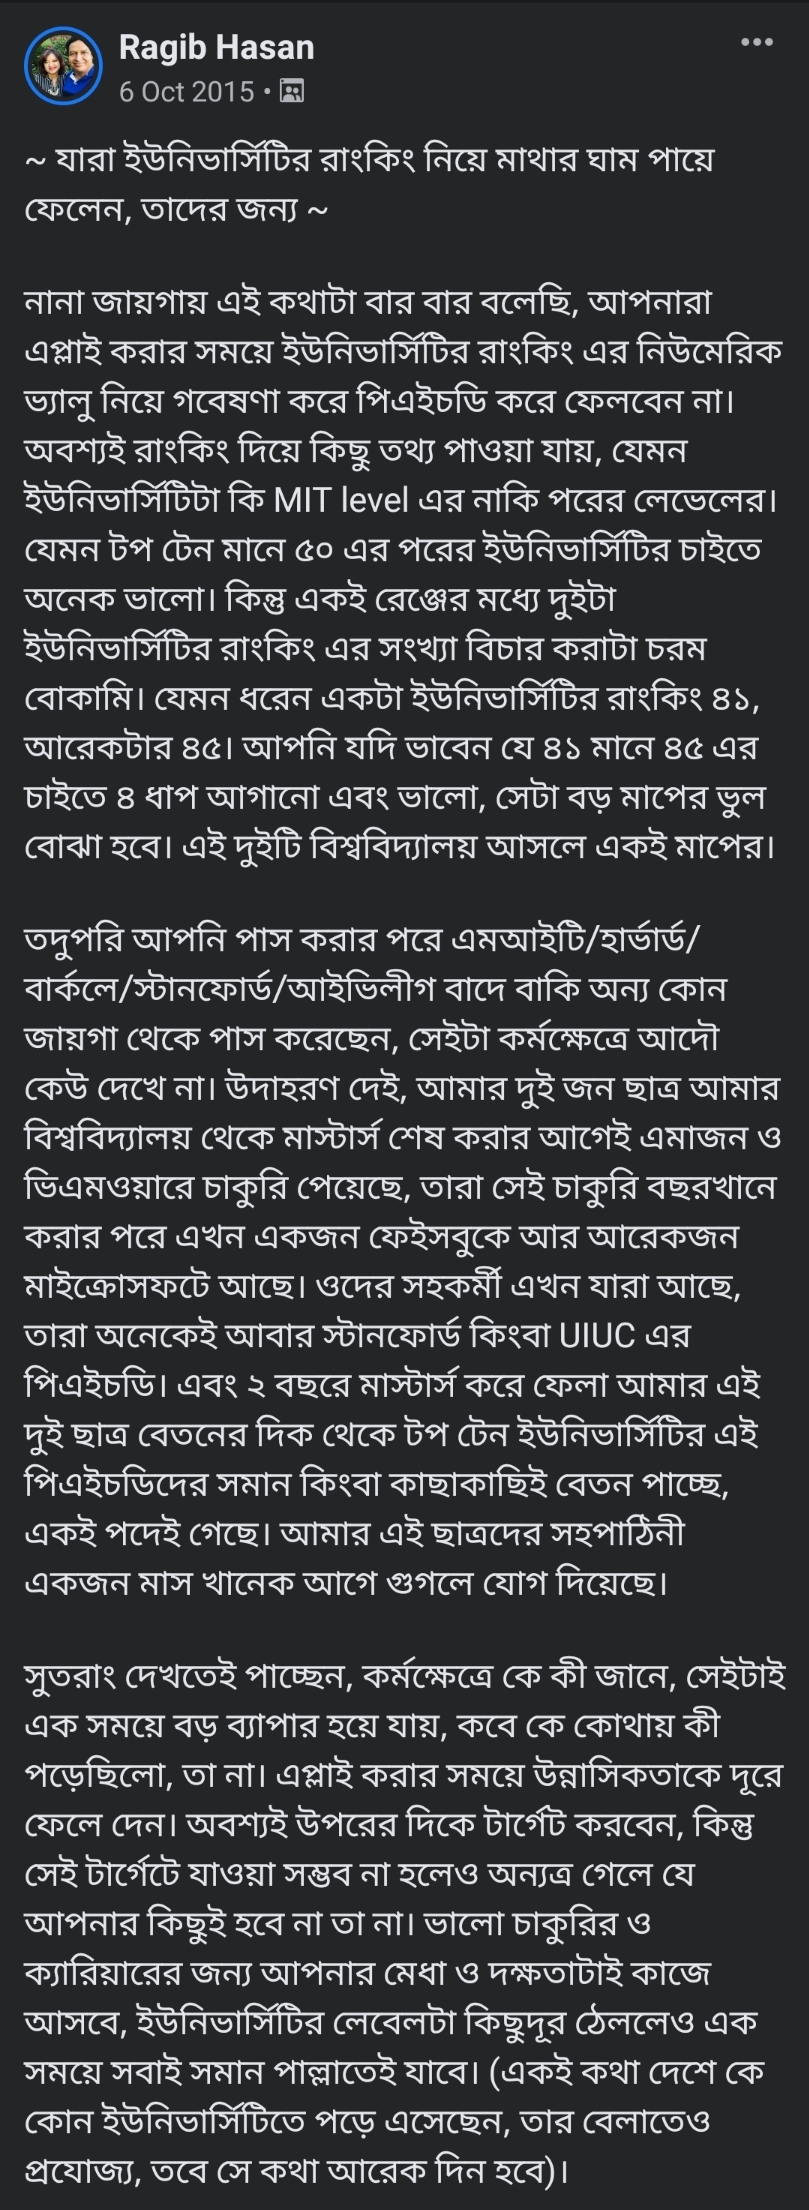 Ragib Hasan
6 Oct 2015
~ যারা ইউনিভার্সিটির রাংকিং নিয়ে মাথার ঘাম পায়ে
ফেলেন, তাদের জন্য ~
নানা জায়গায় এই কথাটা বার বার বলেছি, আপনারা
এপ্লাই করার সময়ে ইউনিভার্সিটির রাংকিং এর নিউমেরিক
ভ্যালু নিয়ে গবেষণা করে পিএইচডি করে ফেলবেন না।
অবশ্যই রাংকিং দিয়ে কিছু তথ্য পাওয়া যায়, যেমন
ইউনিভার্সিটিটা কি MIT level এর নাকি পরের লেভেলের।
যেমন টপ টেন মানে ৫০ এর পরের ইউনিভার্সিটির চাইতে
অনেক ভালো। কিন্তু একই রেঞ্জের মধ্যে দুইটা
ইউনিভার্সিটির রাংকিং এর সংখ্যা বিচার করাটা চরম
বোকামি। যেমন ধরেন একটা ইউনিভার্সিটির রাংকিং ৪১,
আরেকটার ৪৫। আপনি যদি ভাবেন যে ৪১ মানে ৪৫ এর
চাইতে ৪ ধাপ আগানো এবং ভালো, সেটা বড় মাপের ভুল
বোঝা হবে। এই দুইটি বিশ্ববিদ্যালয় আসলে একই মাপের।
তদুপরি আপনি পাস করার পরে এমআইটি/হার্ভার্ড/
বার্কলে/স্টানফোর্ড/আইভিলীগ বাদে বাকি অন্য কোন
জায়গা থেকে পাস করেছেন, সেইটা কর্মক্ষেত্রে আদৌ
কেউ দেখে না। উদাহরণ দেই, আমার দুই জন ছাত্র আমার
বিশ্ববিদ্যালয় থেকে মাস্টার্স শেষ করার আগেই এমাজন ও
ভিএমওয়ারে চাকুরি পেয়েছে, তারা সেই চাকুরি বছরখানে
করার পরে এখন একজন ফেইসবুকে আর আরেকজন
মাইক্রোসফটে আছে। ওদের সহকর্মী এখন যারা আছে,
তারা অনেকেই আবার স্টানফোর্ড কিংবা UIUC এর
পিএইচডি। এবং ২ বছরে মাস্টার্স করে ফেলা আমার এই
দুই ছাত্র বেতনের দিক থেকে টপ টেন ইউনিভার্সিটির এই
পিএইচডিদের সমান কিংবা কাছাকাছিই বেতন পাচ্ছে,
একই পদেই গেছে। আমার এই ছাত্রদের সহপাঠিনী
একজন মাস খানেক আগে গুগলে যোগ দিয়েছে।
সুতরাং দেখতেই পাচ্ছেন, কর্মক্ষেত্রে কে কী জানে, সেইটাই
এক সময়ে বড় ব্যাপার হয়ে যায়, কবে কে কোথায় কী
পড়েছিলো, তা না। এপ্লাই করার সময়ে উন্নাসিকতাকে দূরে
ফেলে দেন। অবশ্যই উপরের দিকে টার্গেট করবেন, কিন্তু
সেই টার্গেটে যাওয়া সম্ভব না হলেও অন্যত্র গেলে যে
আপনার কিছুই হবে না তা না। ভালো চাকুরির ও
ক্যারিয়ারের জন্য আপনার মেধা ও দক্ষতাটাই কাজে
আসবে, ইউনিভার্সিটির লেবেলটা কিছুদূর ঠেললেও এক
সময়ে সবাই সমান পাল্লাতেই যাবে। (একই কথা দেশে কে
কোন ইউনিভার্সিটিতে পড়ে এসেছেন, তার বেলাতেও
প্রযোজ্য, তবে সে কথা আরেক দিন হবে)।